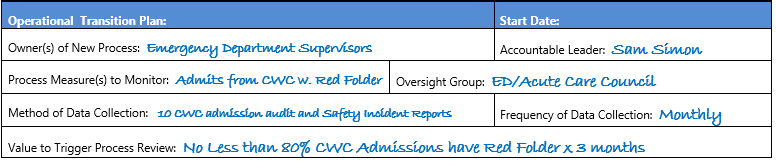 Operational Transition Plan: Start Date:
Owner(s) of New Process: Emergency Department Supervisors Accountable Leader: Sam Simon
Process Measure(s) to Monitor: Admits from CWC w. Red Folder Oversight Group: ED/Acute Care Council
Method of Data Collection: 10 CWC admission audit and Safety Incident Reports Frequency of Data Collection: Monthly
Value to Trigger Process Review: No Less than 80% CWC Admissions have Red Folder x 3 months